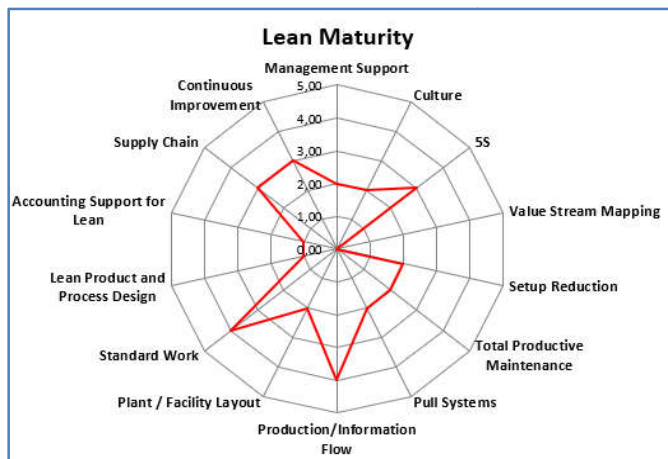 Lean Maturity
Management Support
Culture
5S
Value Stream Mapping
Setup Reduction
Total Productive
Maintenance
Pull Systems
Production/Information
Flow
Plant / Facility Layout
Standard Work
Lean Product and
Process Design
Accounting Support for
Lean
Supply Chain
Continuous
Improvement
5,00
4,00
3,00
2,00
1,00
0,00